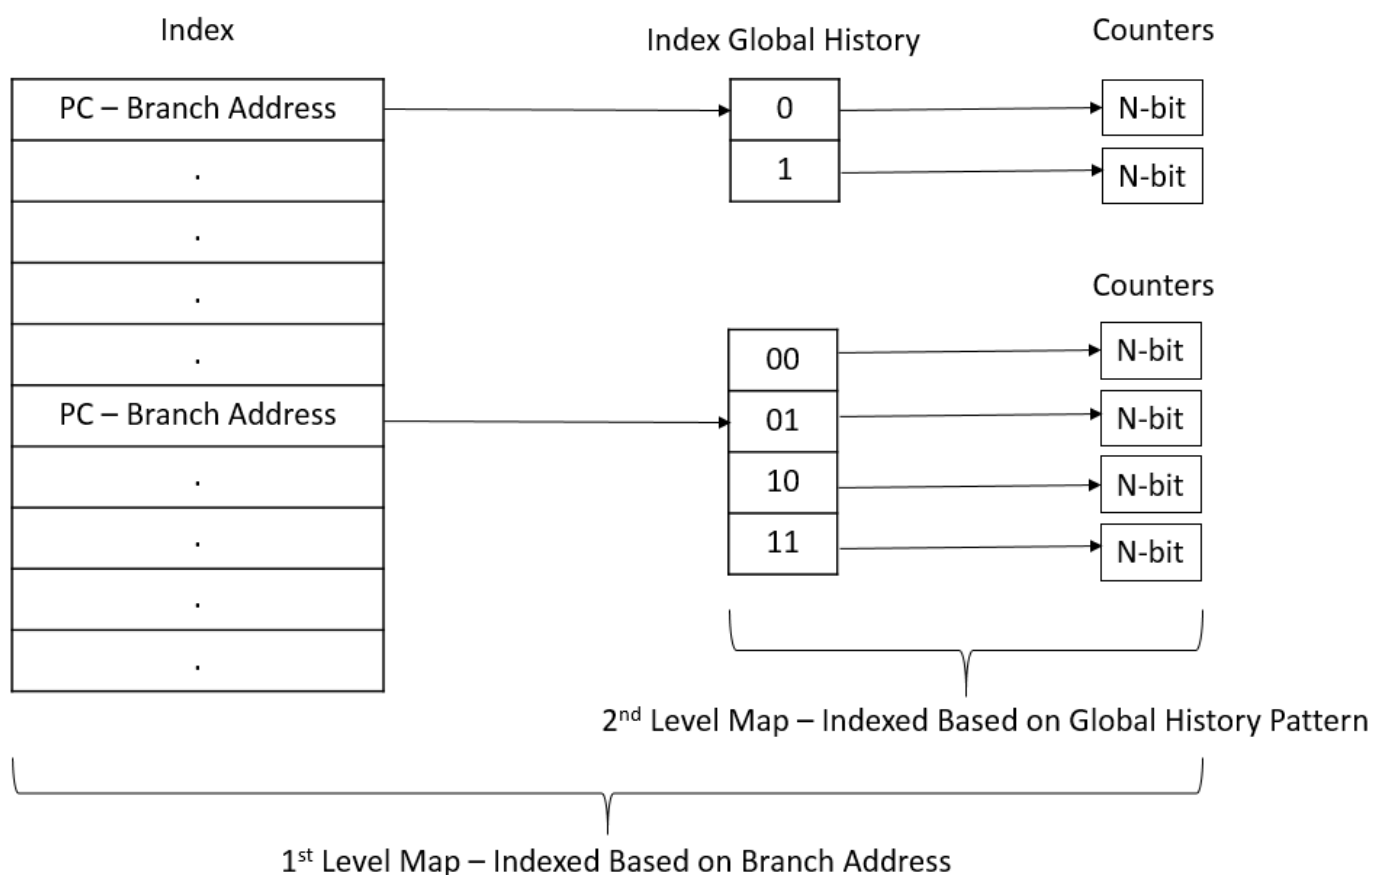 Index
Index Global History
Counters
PC – Branch Address
0
N-bit
.
1
N-bit
.
.
Counters
.
00
N-bit
PC – Branch Address
01
N-bit
.
10
N-bit
.
11
N-bit
.
.
2nd Level Map – Indexed Based on Global History Pattern
1st Level Map – Indexed Based on Branch Address